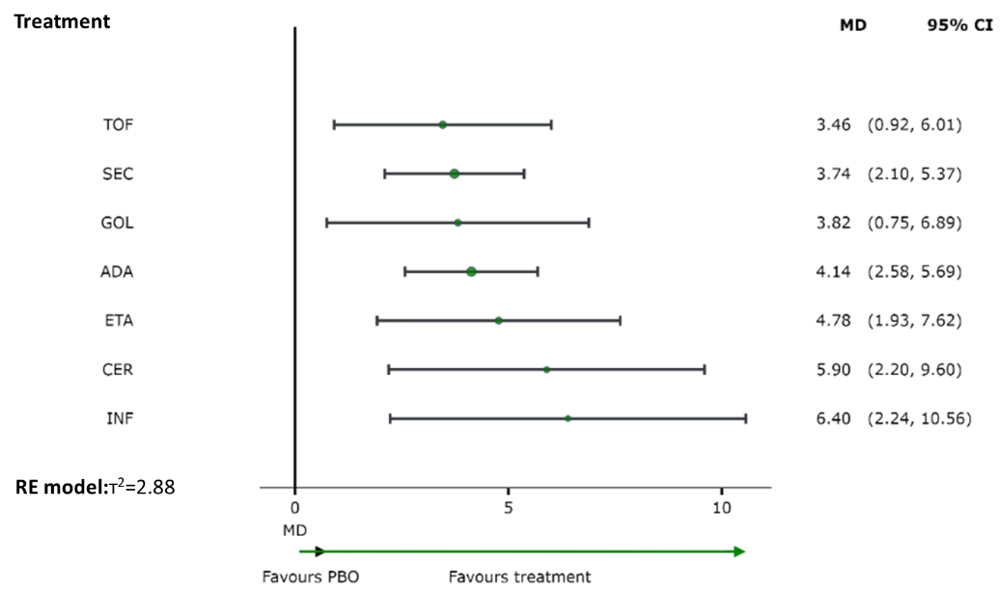 Treatment MD 95% CI
TOF 3.46 (0.92, 6.01)
SEC 3.74 (2.10, 5.37)
GOL 3.82 (0.75, 6.89)
ADA 4.14 (2.58, 5.69)
ETA 4.78 (1.93, 7.62)
CER 5.90 (2.20, 9.60)
INF 6.40 (2.24, 10.56)
RE model:τ²=2.88
0 5 10
MD
Favours PBO Favours treatment